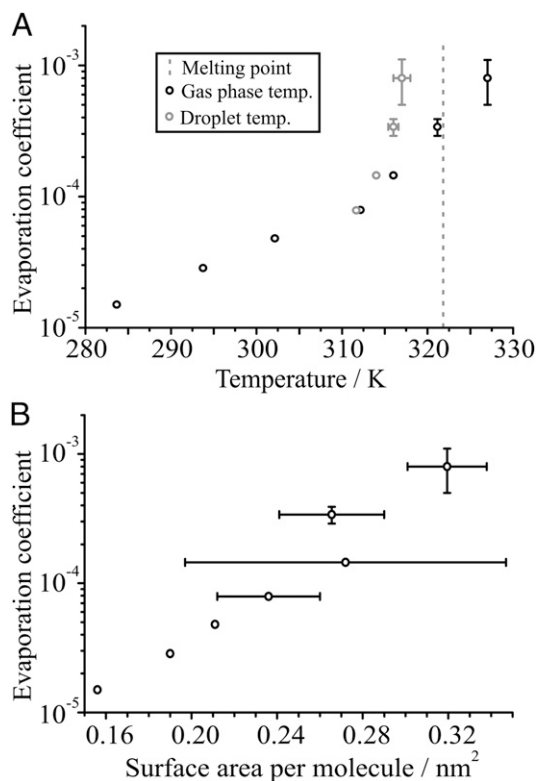 A
Evaporation coefficient
10⁻³
10⁻⁴
10⁻⁵
Melting point
Gas phase temp.
Droplet temp.
280 290 300 310 320 330
Temperature / K
B
Evaporation coefficient
10⁻³
10⁻⁴
10⁻⁵
0.16 0.20 0.24 0.28 0.32
Surface area per molecule / nm²